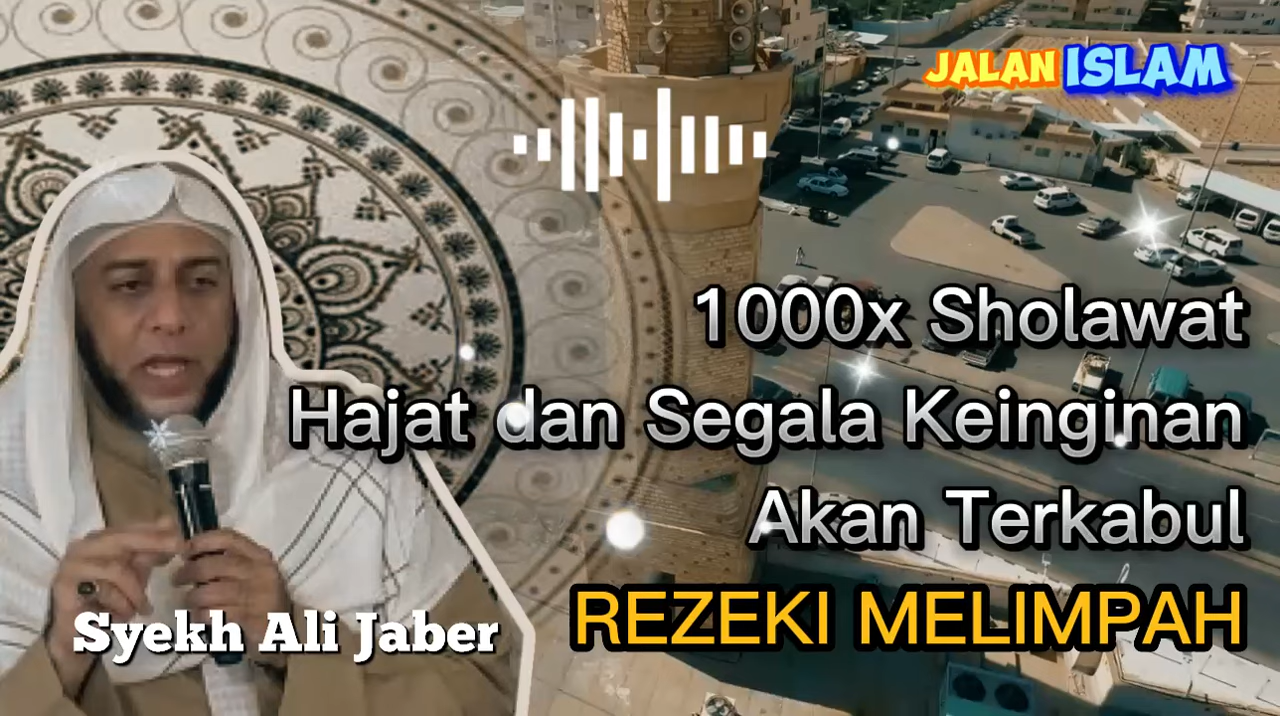 JALAN ISLAM
1000x Sholawat
Hajat dan Segala Keinginan
Akan Terkabul
REZEKI MELIMPAH
Syekh Ali Jaber